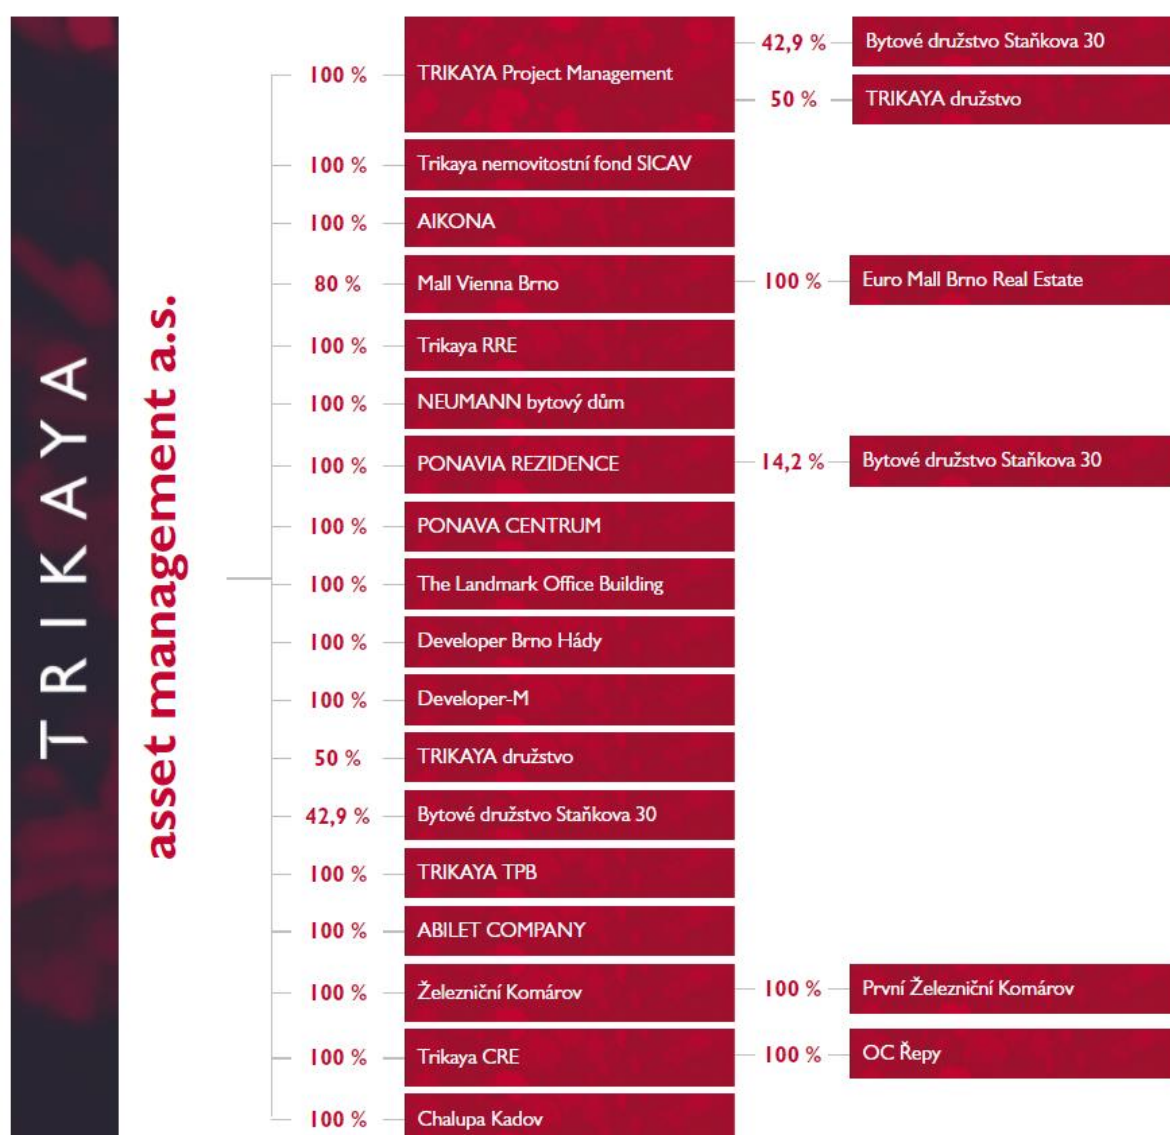 TRIKAYA
asset management a.s.
100 % TRIKAYA Project Management
42,9 % Bytové družstvo Staňkova 30
50 % TRIKAYA družstvo
100 % Trikaya nemovitostní fond SICAV
100 % AIKONA
80 % Mall Vienna Brno 100 % Euro Mall Brno Real Estate
100 % Trikaya RRE
100 % NEUMANN bytový dům
100 % PONAVIA REZIDENCE 14,2 % Bytové družstvo Staňkova 30
100 % PONAVA CENTRUM
100 % The Landmark Office Building
100 % Developer Brno Hády
100 % Developer-M
50 % TRIKAYA družstvo
42,9 % Bytové družstvo Staňkova 30
100 % TRIKAYA TPB
100 % ABILET COMPANY
100 % Železniční Komárov 100 % První Železniční Komárov
100 % Trikaya CRE 100 % OC Řepy
100 % Chalupa Kadov